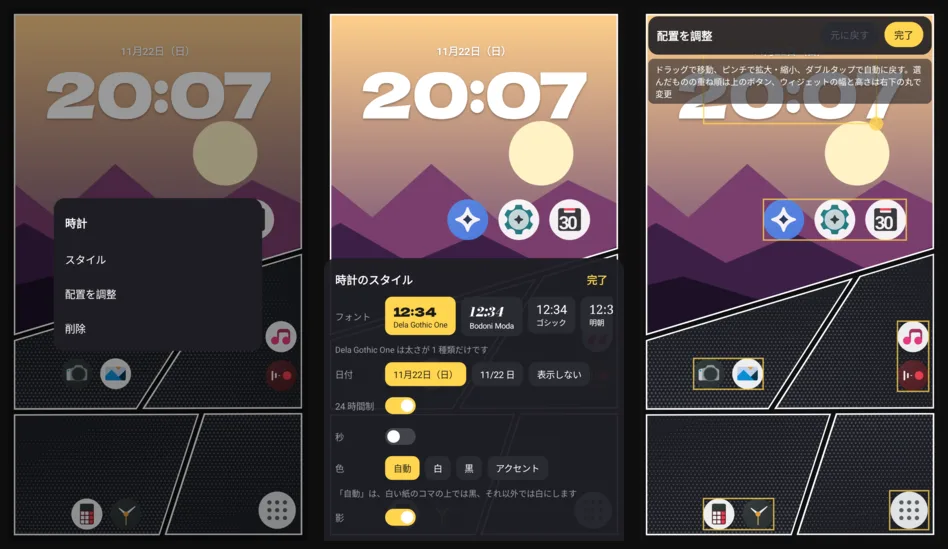 11月22日（日）
20:07
時計
スタイル
配置を調整
削除
11月22日（日）
20:07
30
時計のスタイル
完了
フォント
12:34
Dela Gothic One
12:34
Bodoni Moda
12:34
ゴシック
12:3
明朝
Dela Gothic One は太さが 1 種類だけです
日付
11月22日（日）
11/22 日
表示しない
24 時間制
秒
色
自動
白
黒
アクセント
「自動」は、白い紙のコマの上では黒、それ以外では白にします
影
配置を調整
元に戻す
完了
ドラッグで移動、ピンチで拡大・縮小、ダブルタップで自動に戻す。選
んだものの重ね順は上のボタン、ウィジェットの幅と高さは右下の丸で
変更
20:07
30